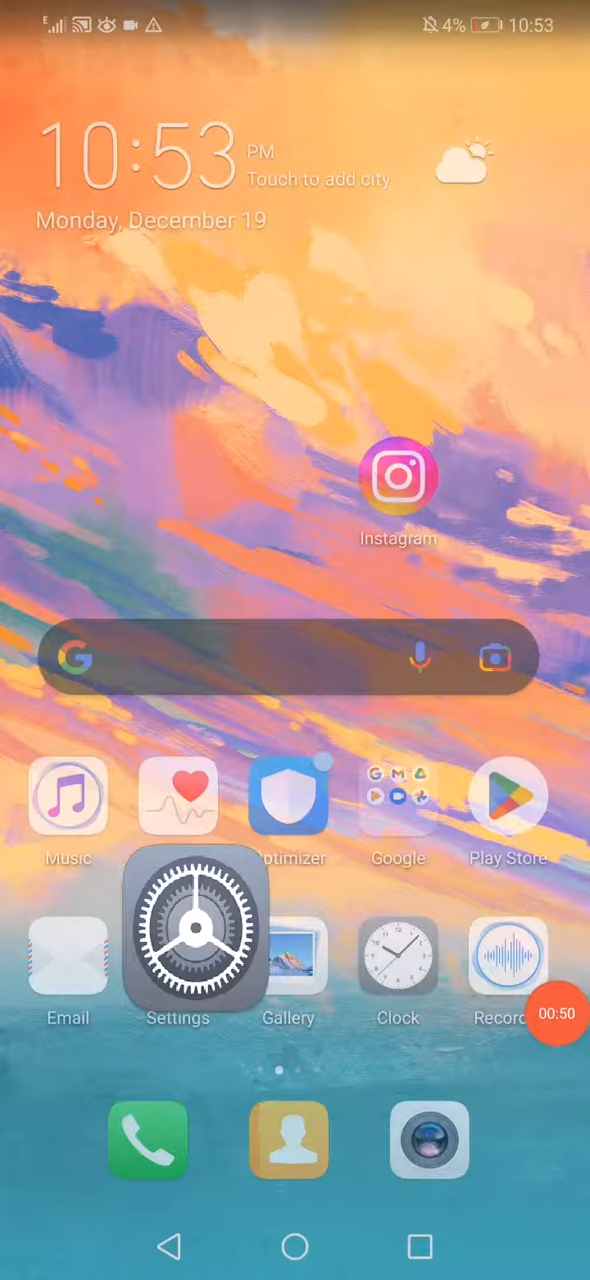 E 4% 10:53
10:53 PM
Touch to add city
Monday, December 19
Instagram
Music
ptimizer
Google
Play Store
Email
Settings
Gallery
Clock
Record
00:50